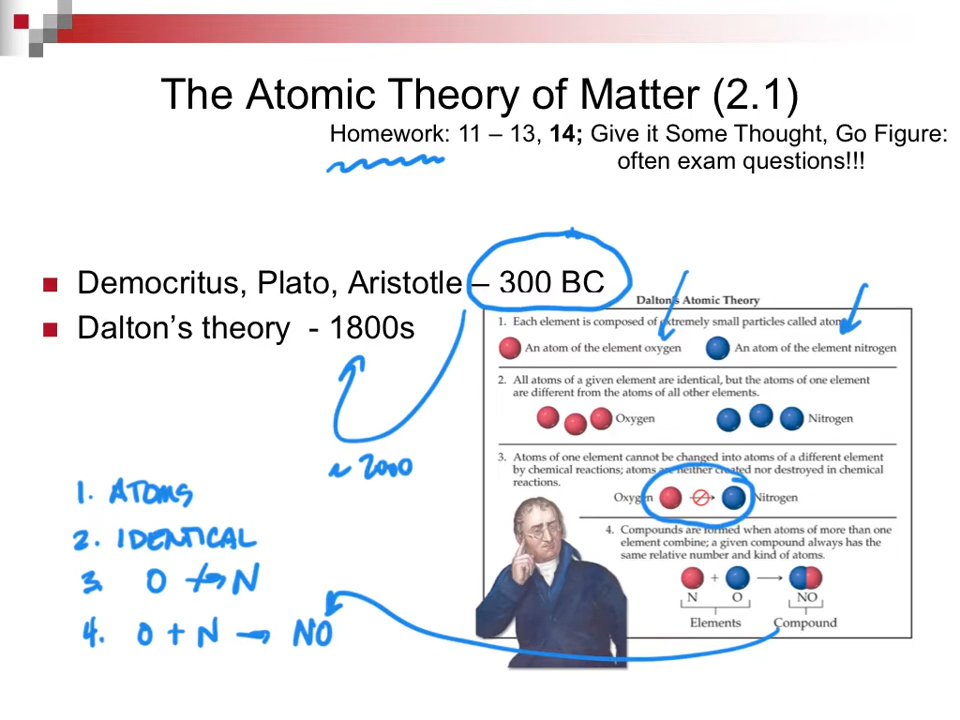 The Atomic Theory of Matter (2.1)
Homework: 11 – 13, 14; Give it Some Thought, Go Figure:
often exam questions!!!
Democritus, Plato, Aristotle – 300 BC
Dalton's theory - 1800s
~ 2000
1. ATOMS
2. IDENTICAL
3. O ↛ N
4. O + N → NO
Dalton's Atomic Theory
1. Each element is composed of extremely small particles called atoms.
An atom of the element oxygen
An atom of the element nitrogen
2. All atoms of a given element are identical, but the atoms of one element
are different from the atoms of all other elements.
Oxygen
Nitrogen
3. Atoms of one element cannot be changed into atoms of a different element
by chemical reactions; atoms are neither created nor destroyed in chemical
reactions.
Oxygen
Nitrogen
4. Compounds are formed when atoms of more than one
element combine; a given compound always has the
same relative number and kind of atoms.
+ →
N O NO
Elements Compound